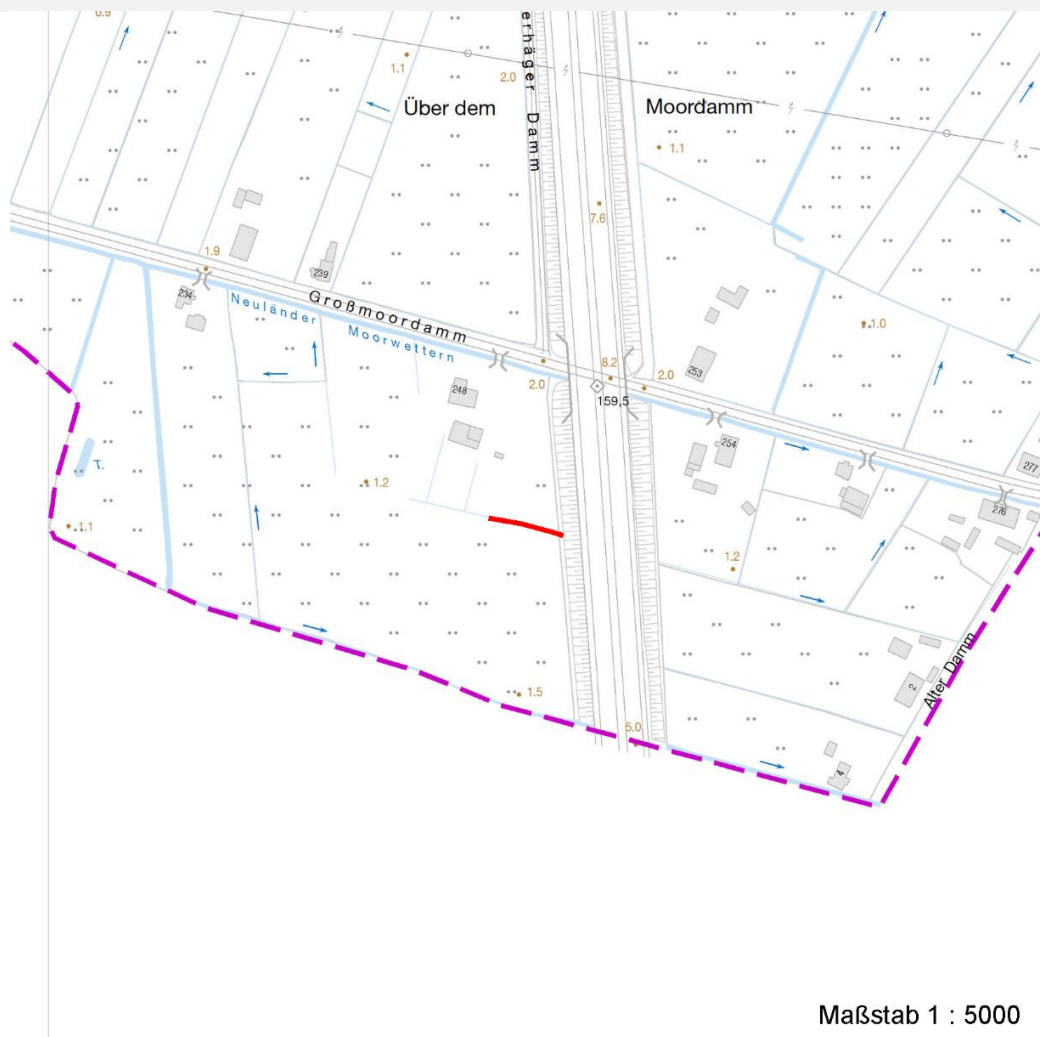 0.9
1.1
2.0
erhäger Damm
Über dem
Moordamm
1.1
7.6
1.9
239
234
Neuländer
Großmoordamm
Moorwettern
1.0
8.2
2.0
2.0
159,5
253
248
254
277
276
T.
1.2
1.1
1.2
Alter Damm
2
1.5
5.0
4
Maßstab 1 : 5000